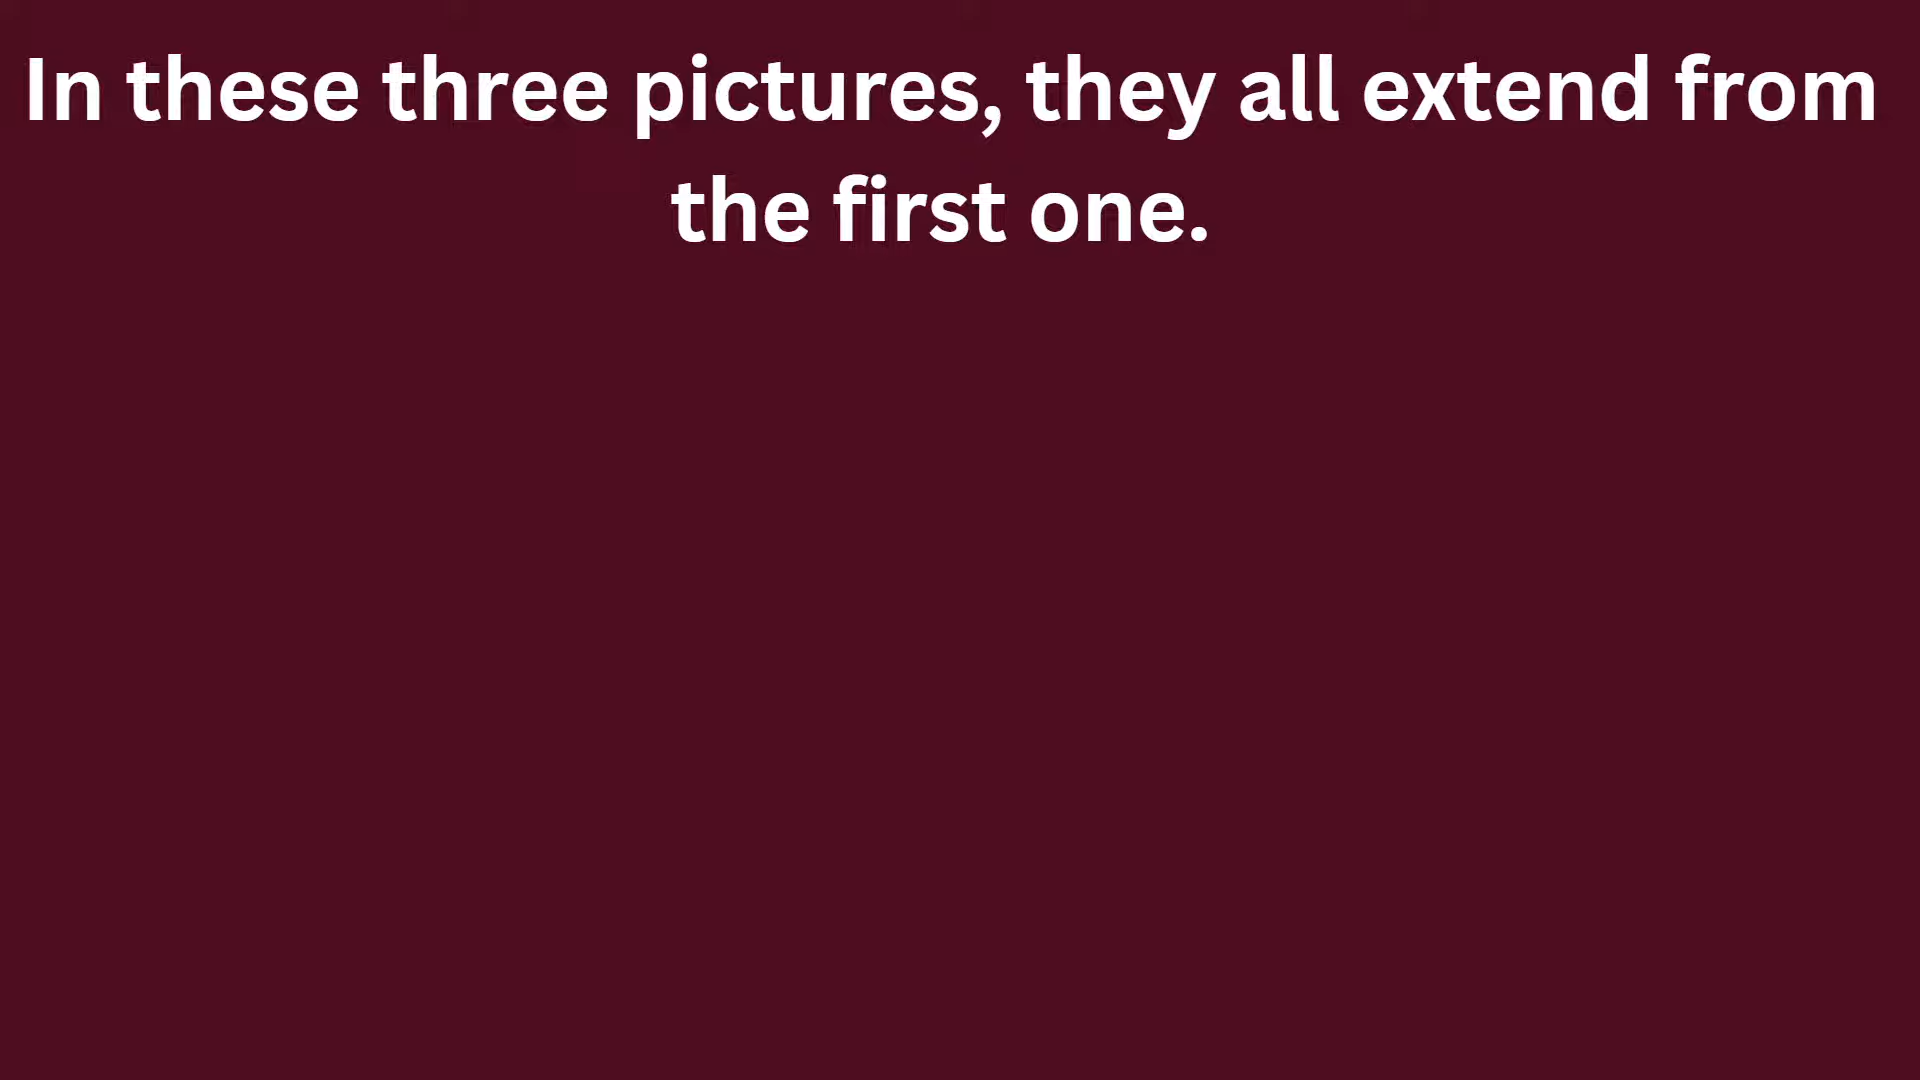 In these three pictures, they all extend from
the first one.